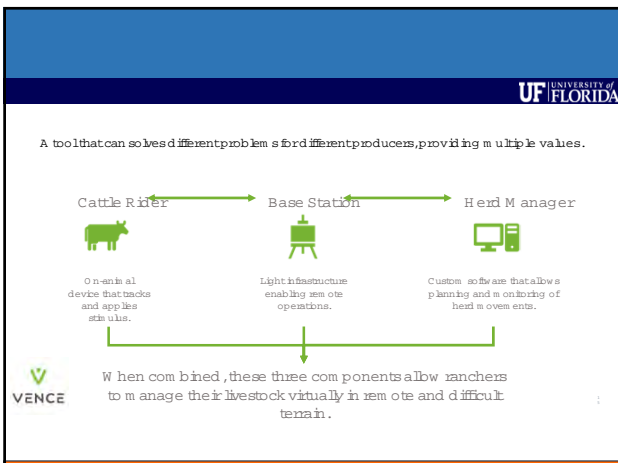 UF UNIVERSITY of
FLORIDA
A tool that can solves different problems for different producers, providing multiple values.
Cattle Rider
Base Station
Herd Manager
On-animal
device that tracks
and applies
stimulus.
Light infrastructure
enabling remote
operations.
Custom software that allows
planning and monitoring of
herd movements.
When combined, these three components allow ranchers
to manage their livestock virtually in remote and difficult
terrain.
VENCE